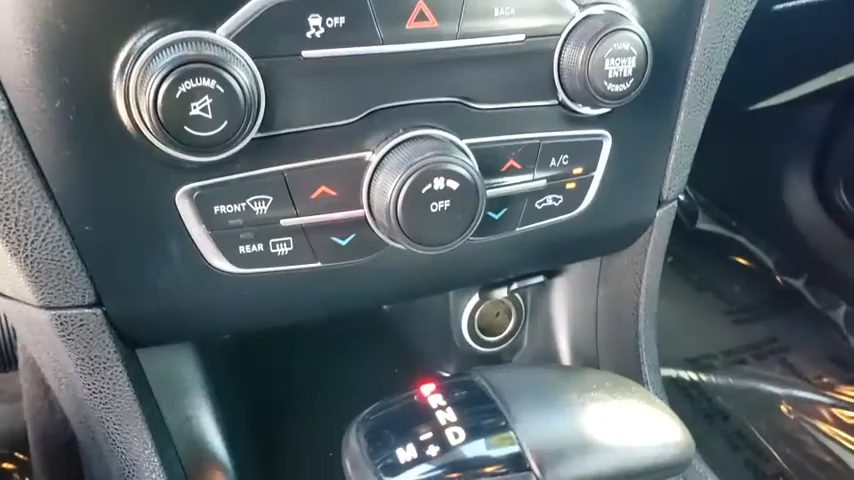 OFF
BACK
VOLUME
TUNE
BROWSE
ENTER
SCROLL
A/C
FRONT
OFF
REAR
P
R
N
D
M
-
+